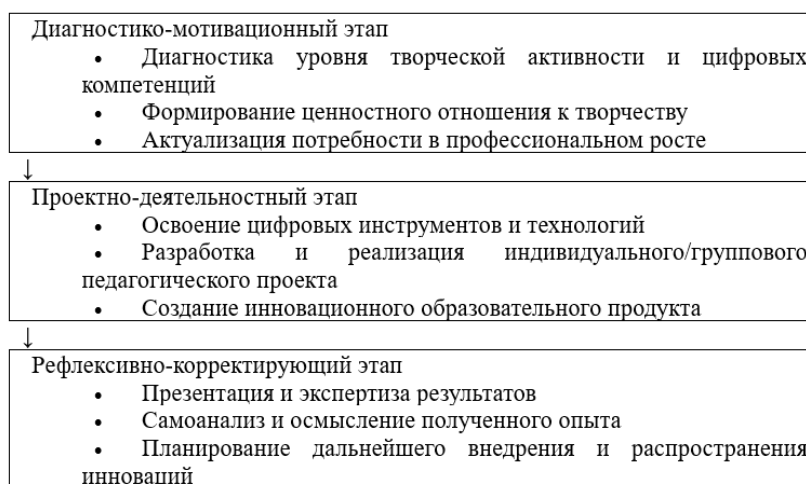 Диагностико-мотивационный этап
• Диагностика уровня творческой активности и цифровых
компетенций
• Формирование ценностного отношения к творчеству
• Актуализация потребности в профессиональном росте
↓
Проектно-деятельностный этап
• Освоение цифровых инструментов и технологий
• Разработка и реализация индивидуального/группового
педагогического проекта
• Создание инновационного образовательного продукта
↓
Рефлексивно-корректирующий этап
• Презентация и экспертиза результатов
• Самоанализ и осмысление полученного опыта
• Планирование дальнейшего внедрения и распространения
инноваций